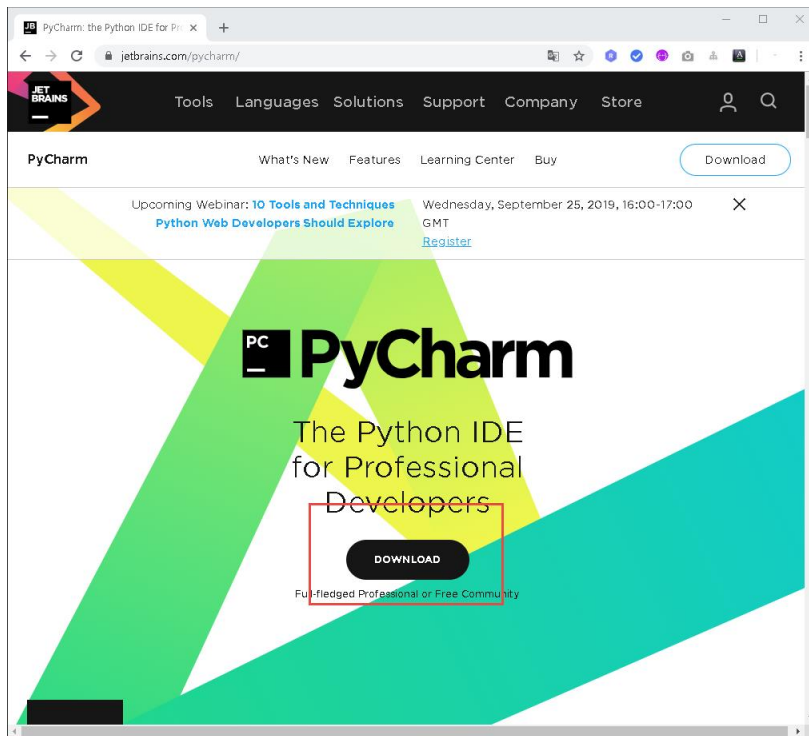 PyCharm: the Python IDE for Pr
jetbrains.com/pycharm/
JET
BRAINS
Tools Languages Solutions Support Company Store
PyCharm What's New Features Learning Center Buy Download
Upcoming Webinar: 10 Tools and Techniques
Python Web Developers Should Explore
Wednesday, September 25, 2019, 16:00-17:00
GMT
Register
PC
PyCharm
The Python IDE
for Professional
Developers
DOWNLOAD
Full-fledged Professional or Free Community